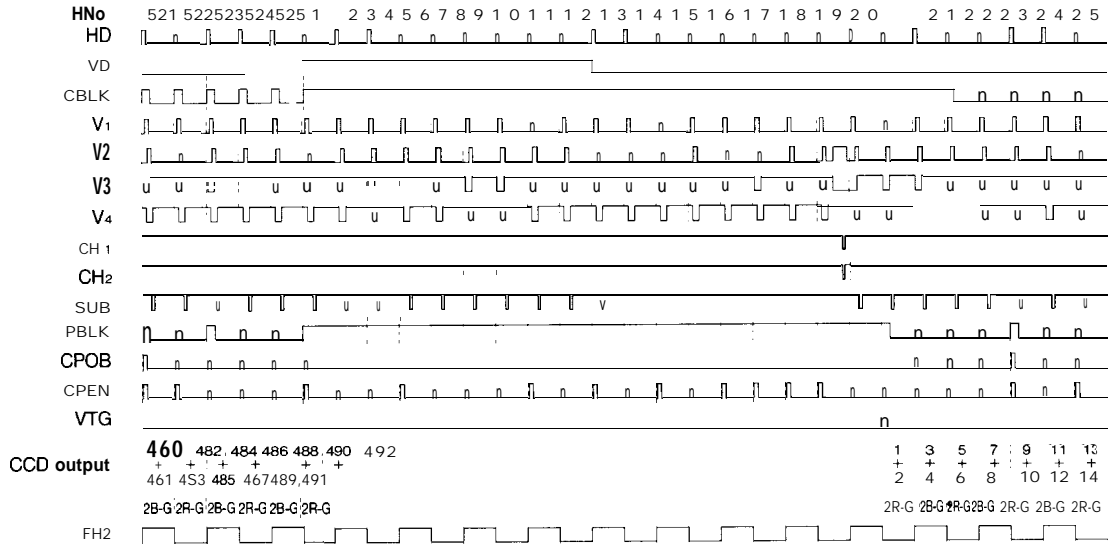 HNo 521 522523524525 1 2 3 4 5 6 7 8 9 10 11 12 13 14 15 16 17 18 19 20 21 22 23 24 25
HD
VD
CBLK
V1
V2
V3
V4
CH 1
CH2
SUB
PBLK
CPOB
CPEN
VTG
460 482 484 486 488 490 492 1 3 5 7 9 11 13
CCD output + + + + + + + + + + + + +
461 4S3 485 467489,491 2 4 6 8 10 12 14
2B-G 2R-G 2B-G 2R-G 2B-G 2R-G 2R-G 2B-G 2R-G 2B-G 2R-G 2B-G 2R-G
FH2